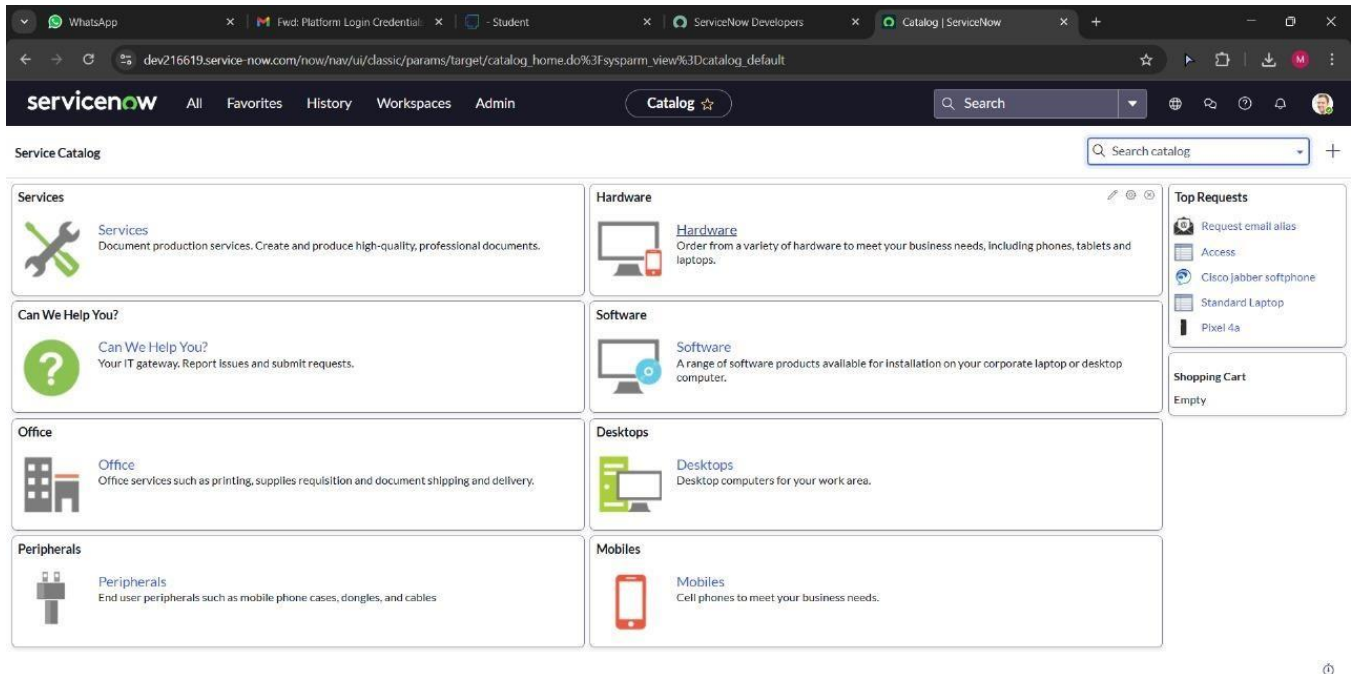 WhatsApp
Fwd: Platform Login Credential
- Student
ServiceNow Developers
Catalog | ServiceNow
dev216619.service-now.com/now/nav/ui/classic/params/target/catalog_home.do%3Fsysparm_view%3Dcatalog_default
M
servicenow All Favorites History Workspaces Admin
Catalog
Search
Service Catalog
Search catalog
Services
Services
Document production services. Create and produce high-quality, professional documents.
Hardware
Hardware
Order from a variety of hardware to meet your business needs, including phones, tablets and
laptops.
Top Requests
Request email alias
Access
Cisco jabber softphone
Standard Laptop
Pixel 4a
Can We Help You?
Can We Help You?
Your IT gateway. Report issues and submit requests.
Software
Software
A range of software products available for installation on your corporate laptop or desktop
computer.
Shopping Cart
Empty
Office
Office
Office services such as printing, supplies requisition and document shipping and delivery.
Desktops
Desktops
Desktop computers for your work area.
Peripherals
Peripherals
End user peripherals such as mobile phone cases, dongles, and cables
Mobiles
Mobiles
Cell phones to meet your business needs.